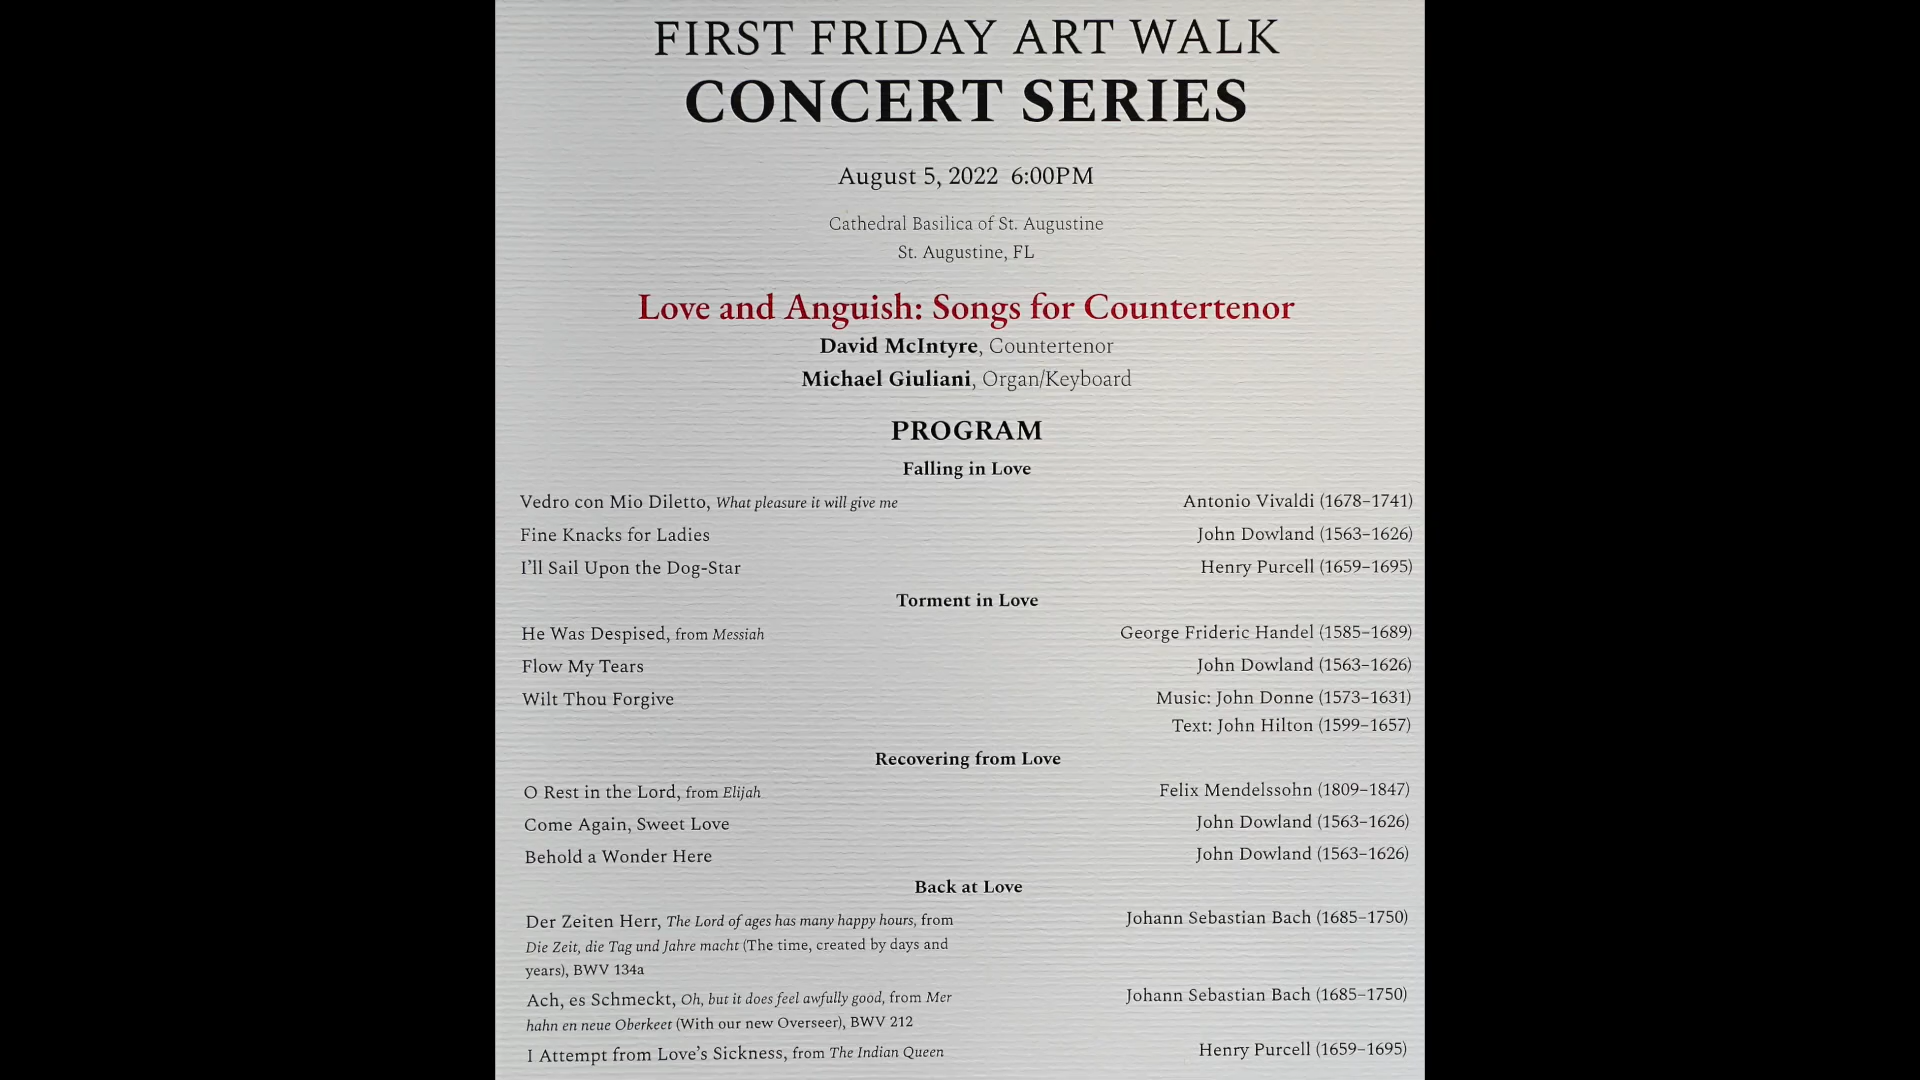 FIRST FRIDAY ART WALK
CONCERT SERIES
August 5, 2022 6:00PM
Cathedral Basilica of St. Augustine
St. Augustine, FL
Love and Anguish: Songs for Countertenor
David McIntyre, Countertenor
Michael Giuliani, Organ/Keyboard
PROGRAM
Falling in Love
Vedro con Mio Diletto, What pleasure it will give me Antonio Vivaldi (1678–1741)
Fine Knacks for Ladies John Dowland (1563–1626)
I’ll Sail Upon the Dog-Star Henry Purcell (1659–1695)
Torment in Love
He Was Despised, from Messiah George Frideric Handel (1585–1689)
Flow My Tears John Dowland (1563–1626)
Wilt Thou Forgive Music: John Donne (1573–1631)
Text: John Hilton (1599–1657)
Recovering from Love
O Rest in the Lord, from Elijah Felix Mendelssohn (1809–1847)
Come Again, Sweet Love John Dowland (1563–1626)
Behold a Wonder Here John Dowland (1563–1626)
Back at Love
Der Zeiten Herr, The Lord of ages has many happy hours, from Johann Sebastian Bach (1685–1750)
Die Zeit, die Tag und Jahre macht (The time, created by days and
years), BWV 134a
Ach, es Schmeckt, Oh, but it does feel awfully good, from Mer Johann Sebastian Bach (1685–1750)
hahn en neue Oberkeet (With our new Overseer), BWV 212
I Attempt from Love’s Sickness, from The Indian Queen Henry Purcell (1659–1695)